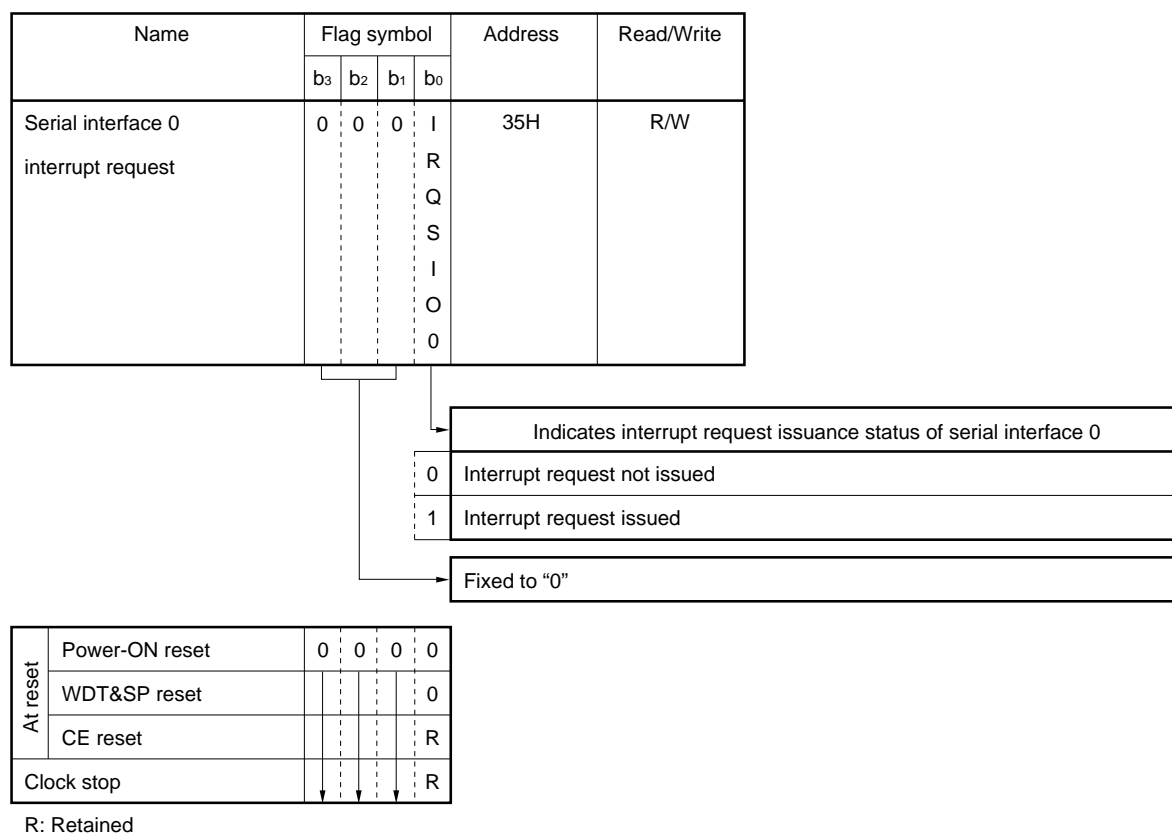 Name Flag symbol Address Read/Write
b3 b2 b1 b0
Serial interface 0 0 0 0 I 35H R/W
interrupt request R
Q
S
I
O
0
Indicates interrupt request issuance status of serial interface 0
0 Interrupt request not issued
1 Interrupt request issued
Fixed to “0”
At reset
Power-ON reset 0 0 0 0
WDT&SP reset 0
CE reset R
Clock stop R
R: Retained